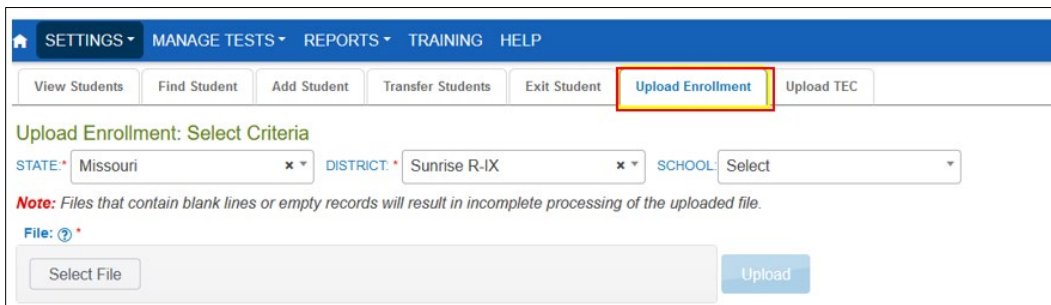 SETTINGS MANAGE TESTS REPORTS TRAINING HELP
View Students Find Student Add Student Transfer Students Exit Student Upload Enrollment Upload TEC
Upload Enrollment: Select Criteria
STATE:* Missouri × DISTRICT: * Sunrise R-IX × SCHOOL: Select
Note: Files that contain blank lines or empty records will result in incomplete processing of the uploaded file.
File: ? *
Select File Upload